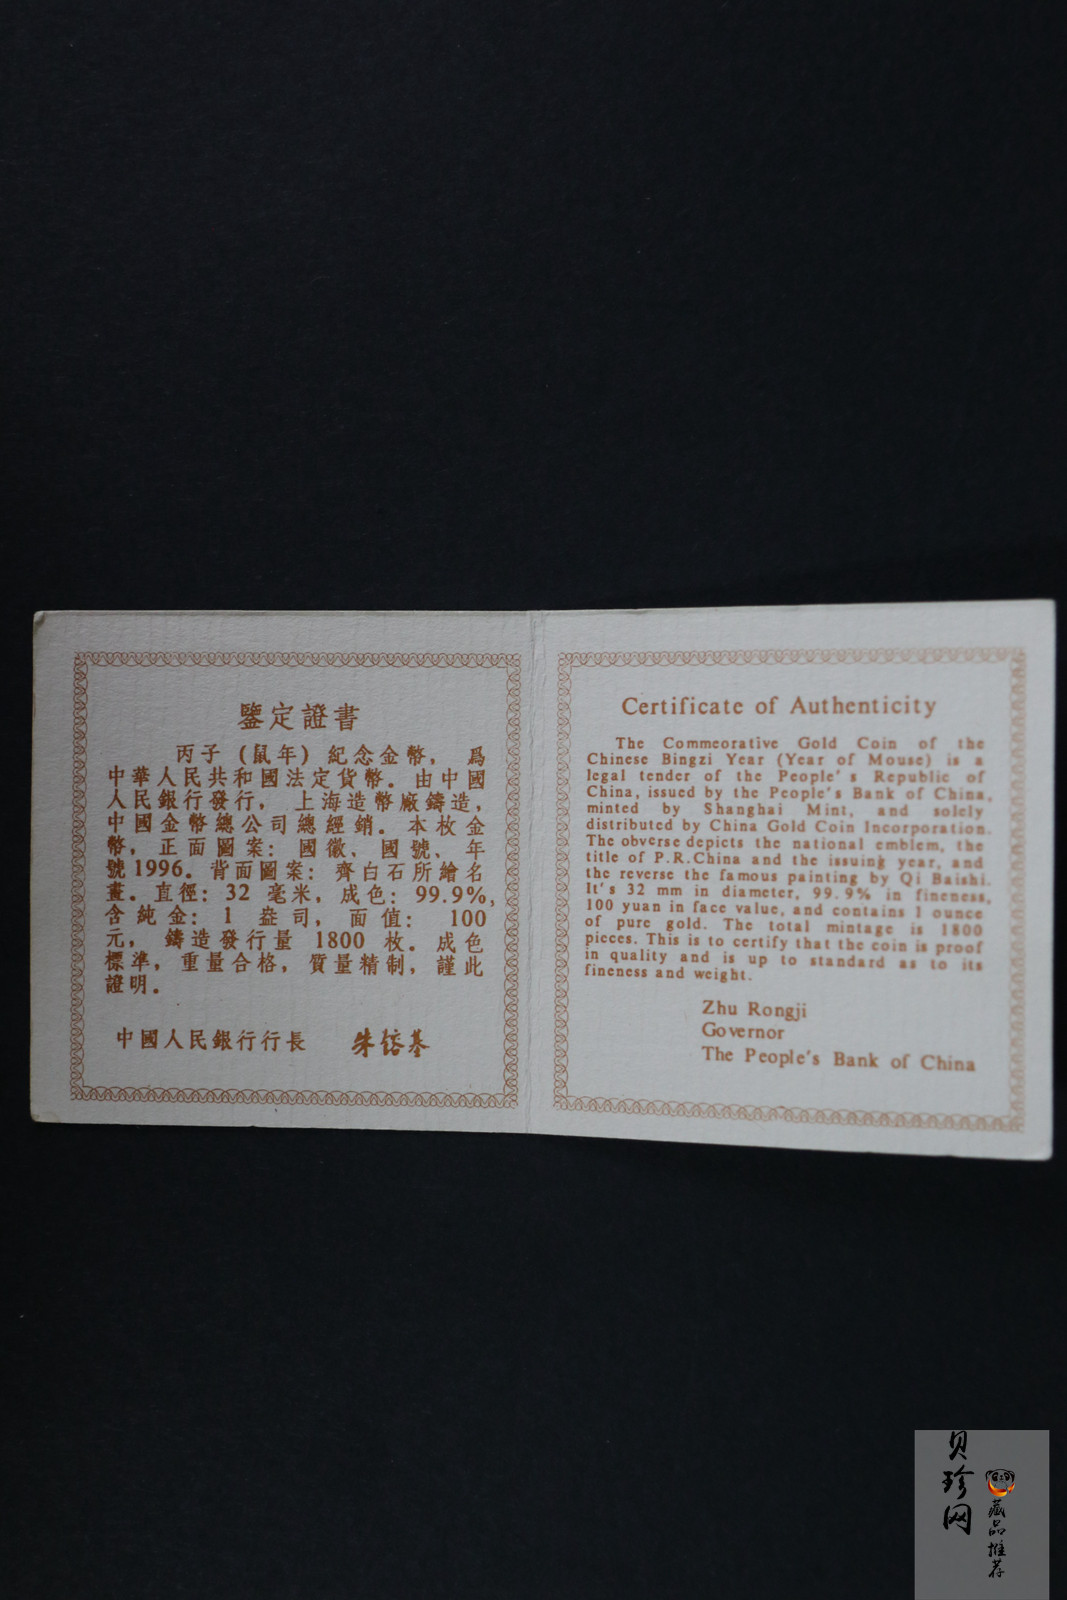 鑒定證書
丙子（鼠年）紀念金幣，爲
中華人民共和國法定貨幣。由中國
人民銀行發行，上海造幣廠鑄造，
中國金幣總公司總經銷。本枚金
幣，正面圖案：國徽、國號、年
號1996。背面圖案：齊白石所繪名
畫。直徑：32 毫米，成色：99.9%，
含純金：1 盎司，面值：100
元，鑄造發行量 1800 枚。成色
標準，重量合格，質量精制，謹此
證明。
中國人民銀行行長 朱鎔基
Certificate of Authenticity
The Commeorative Gold Coin of the
Chinese Bingzi Year (Year of Mouse) is a
legal tender of the People's Republic of
China, issued by the People's Bank of China,
minted by Shanghai Mint, and solely
distributed by China Gold Coin Incorporation.
The obverse depicts the national emblem, the
title of P.R.China and the issuing year, and
the reverse the famous painting by Qi Baishi.
It's 32 mm in diameter, 99.9% in fineness,
100 yuan in face value, and contains 1 ounce
of pure gold. The total mintage is 1800
pieces. This is to certify that the coin is proof
in quality and is up to standard as to its
fineness and weight.
Zhu Rongji
Governor
The People's Bank of China
贝珍网
藏品推荐